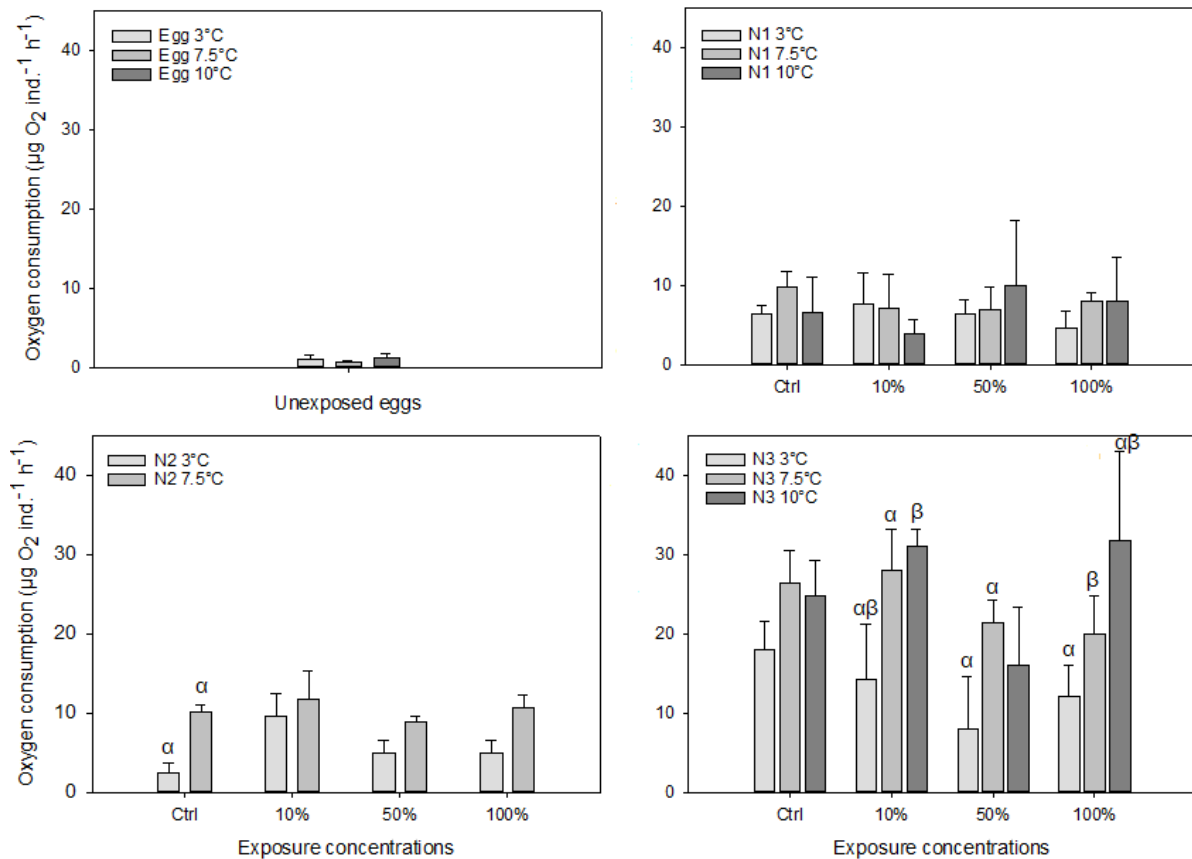 Oxygen consumption (µg O2 ind.-1 h-1)
40
30
20
10
0
Egg 3°C
Egg 7.5°C
Egg 10°C
Unexposed eggs
40
30
20
10
0
N1 3°C
N1 7.5°C
N1 10°C
Ctrl 10% 50% 100%
Oxygen consumption (µg O2 ind.-1 h-1)
40
30
20
10
0
N2 3°C
N2 7.5°C
α α
Ctrl 10% 50% 100%
Exposure concentrations
40
30
20
10
0
N3 3°C
N3 7.5°C
N3 10°C
αβ α β α α α β αβ
Ctrl 10% 50% 100%
Exposure concentrations